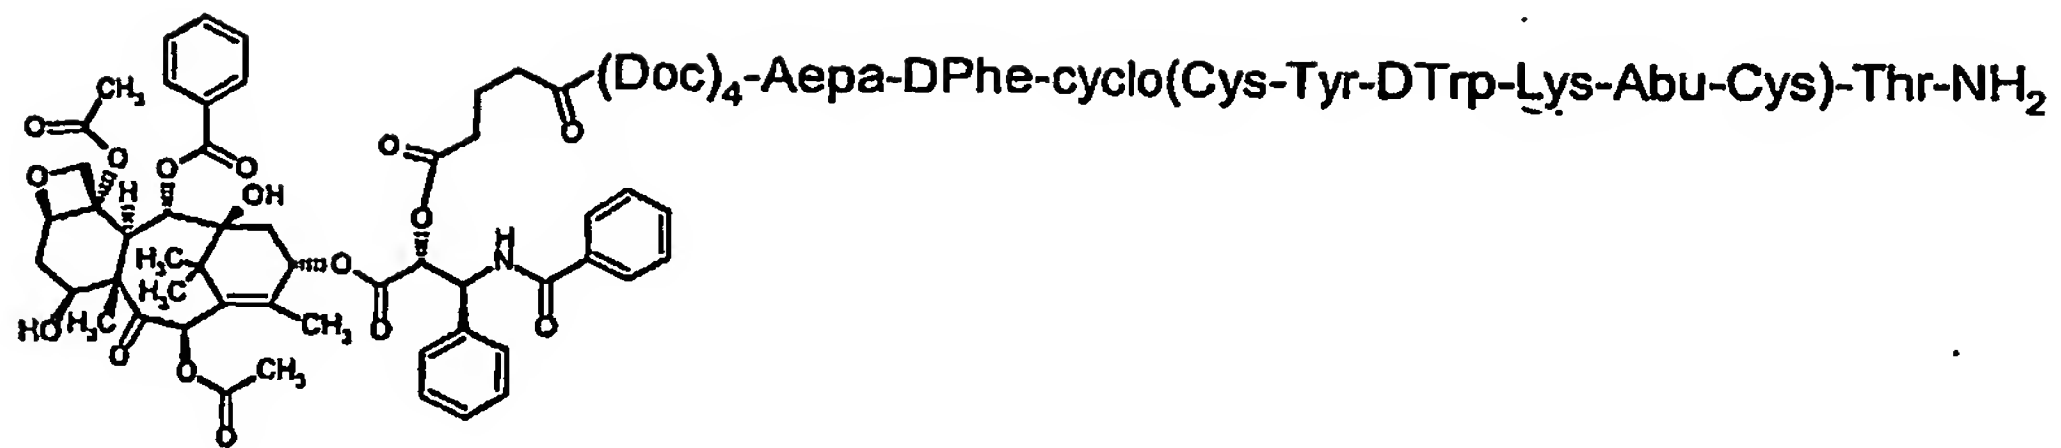 (Doc)4-Aepa-DPhe-cyclo(Cys-Tyr-DTrp-Lys-Abu-Cys)-Thr-NH2
CH3
O
O
O
O
O
O
O
H
OH
O
H
N
H3C
H3C
O
O
O
HO
H3C
CH3
O
O
CH3
O